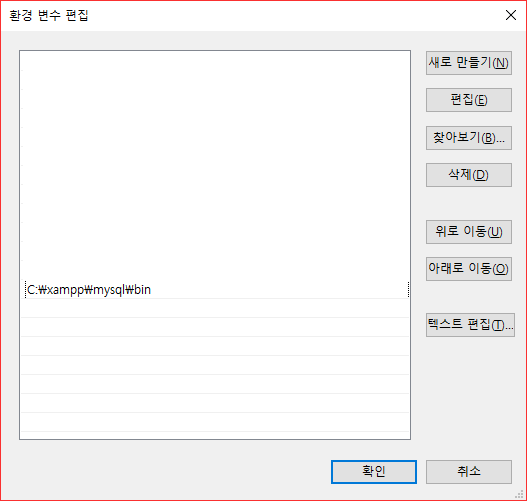 환경 변수 편집
새로 만들기(N)
편집(E)
찾아보기(B)...
삭제(D)
위로 이동(U)
아래로 이동(O)
C:₩xampp₩mysql₩bin
텍스트 편집(T)...
확인
취소